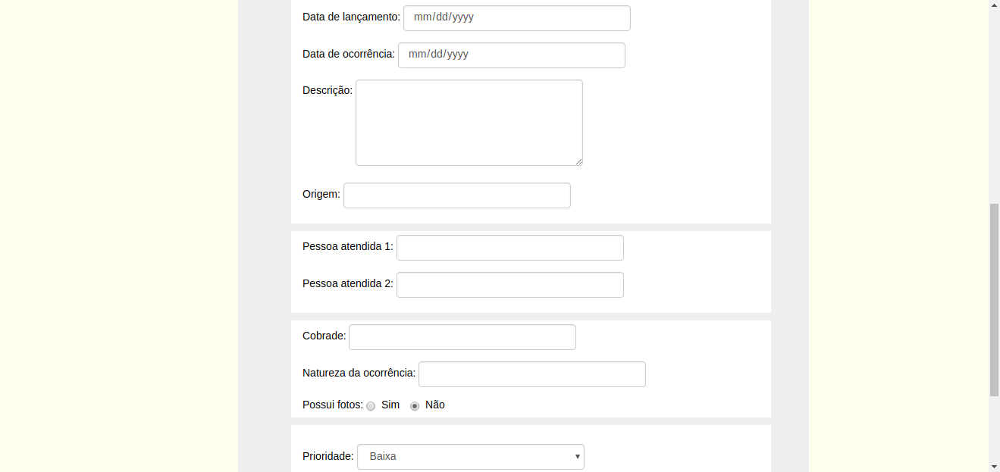 Data de lançamento: mm/dd/yyyy
Data de ocorrência: mm/dd/yyyy
Descrição:
Origem:
Pessoa atendida 1:
Pessoa atendida 2:
Cobrade:
Natureza da ocorrência:
Possui fotos: Sim Não
Prioridade: Baixa